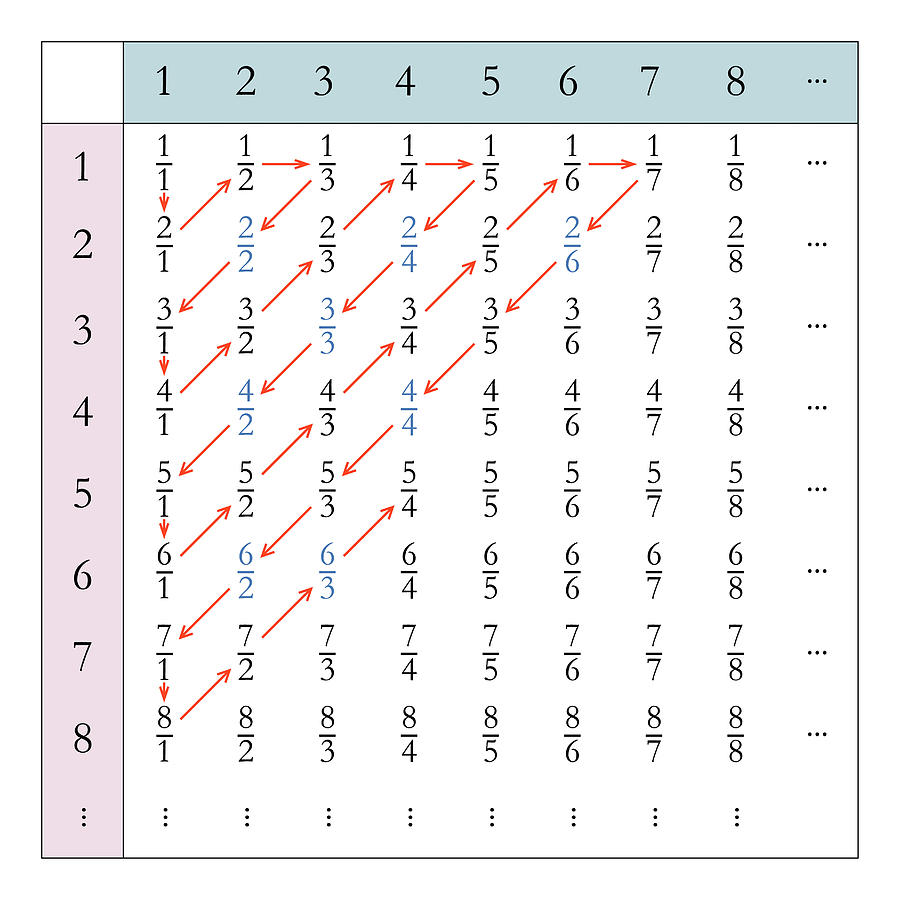 1 2 3 4 5 6 7 8 ...
1 1/1 1/2 1/3 1/4 1/5 1/6 1/7 1/8 ...
2 2/1 2/2 2/3 2/4 2/5 2/6 2/7 2/8 ...
3 3/1 3/2 3/3 3/4 3/5 3/6 3/7 3/8 ...
4 4/1 4/2 4/3 4/4 4/5 4/6 4/7 4/8 ...
5 5/1 5/2 5/3 5/4 5/5 5/6 5/7 5/8 ...
6 6/1 6/2 6/3 6/4 6/5 6/6 6/7 6/8 ...
7 7/1 7/2 7/3 7/4 7/5 7/6 7/7 7/8 ...
8 8/1 8/2 8/3 8/4 8/5 8/6 8/7 8/8 ...
⋮ ⋮ ⋮ ⋮ ⋮ ⋮ ⋮ ⋮ ⋮